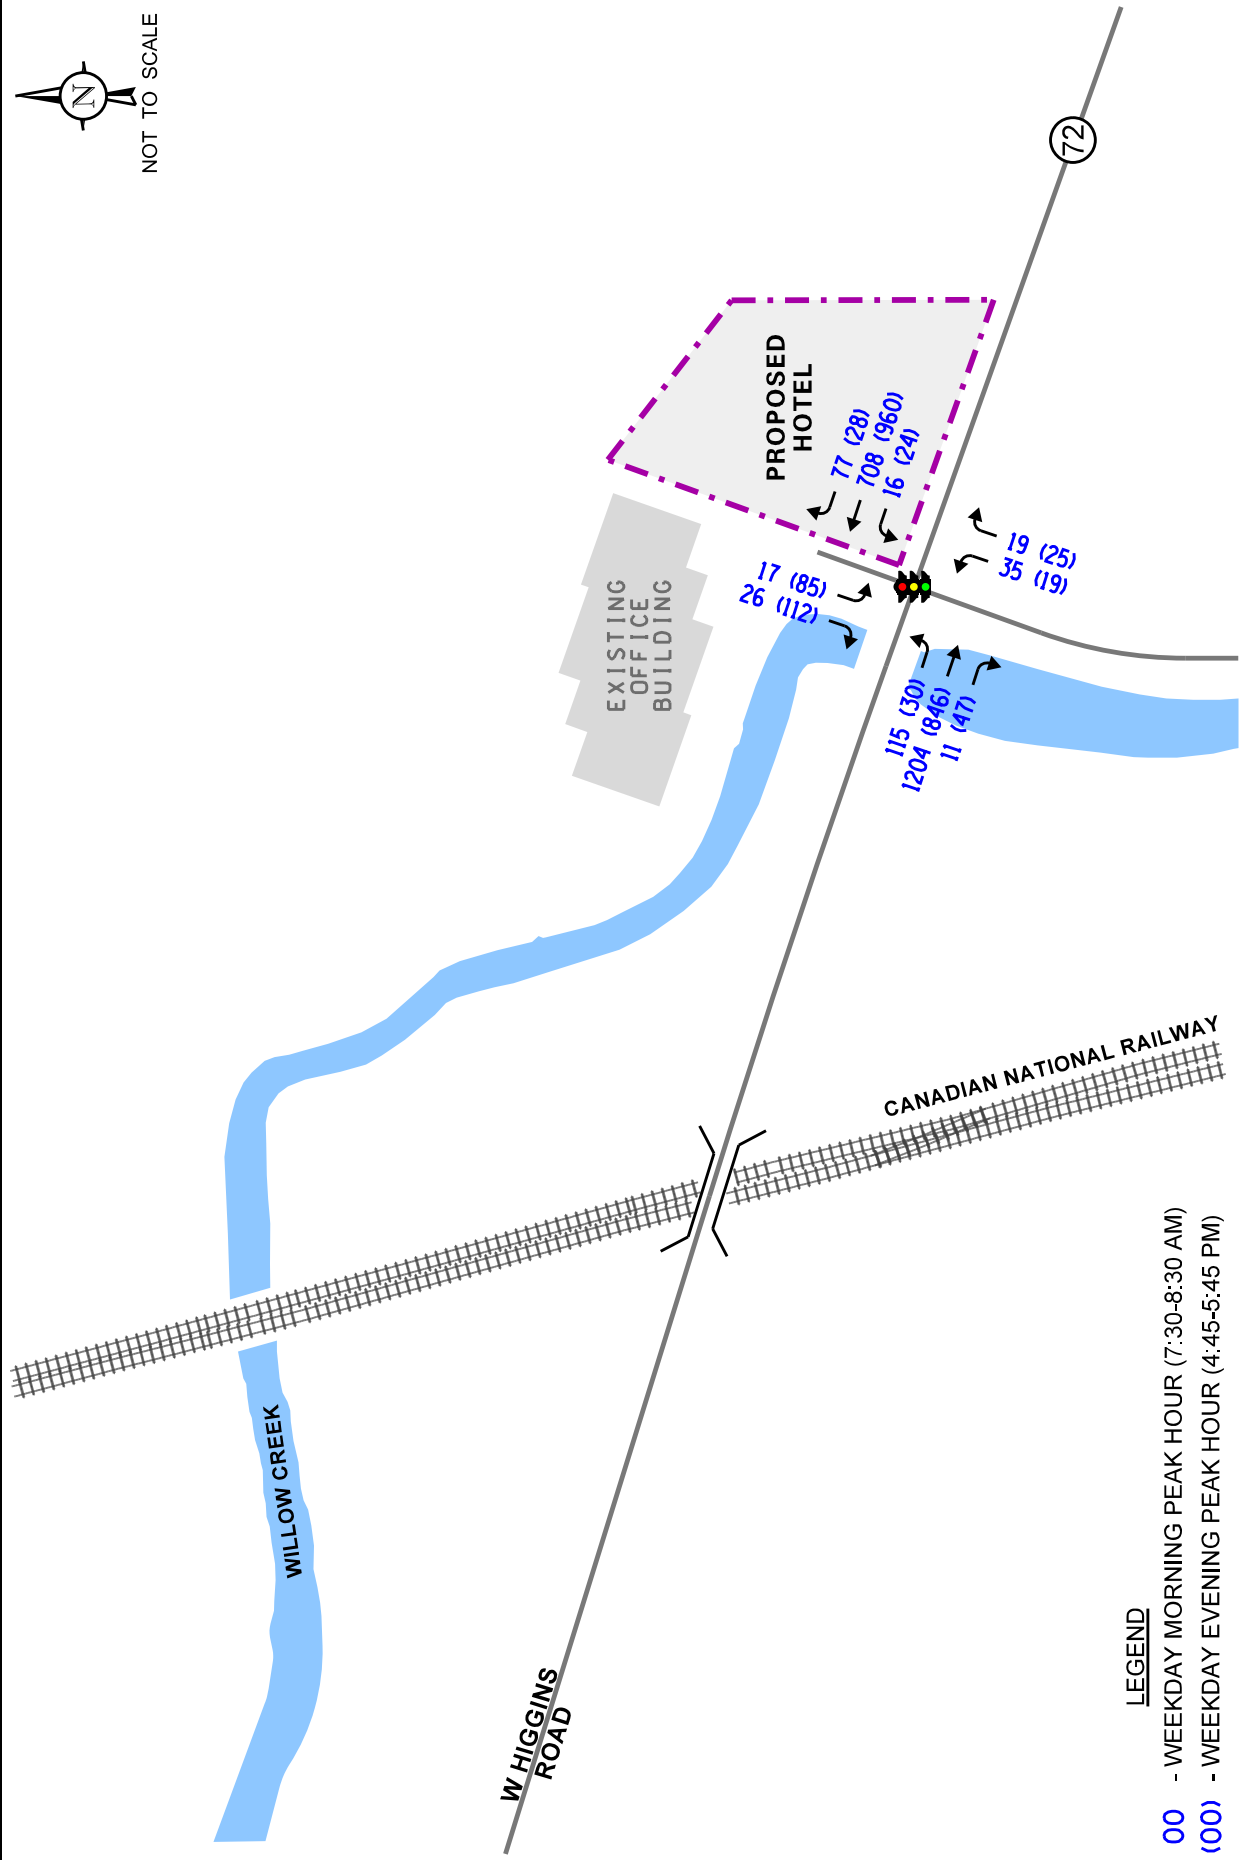 N
NOT TO SCALE
72
PROPOSED
HOTEL
77 (28)
708 (960)
16 (24)
EXISTING
OFFICE
BUILDING
17 (85)
26 (112)
19 (25)
35 (19)
115 (30)
1204 (846)
11 (47)
CANADIAN NATIONAL RAILWAY
WILLOW CREEK
W HIGGINS
ROAD
LEGEND
00 - WEEKDAY MORNING PEAK HOUR (7:30-8:30 AM)
(00) - WEEKDAY EVENING PEAK HOUR (4:45-5:45 PM)